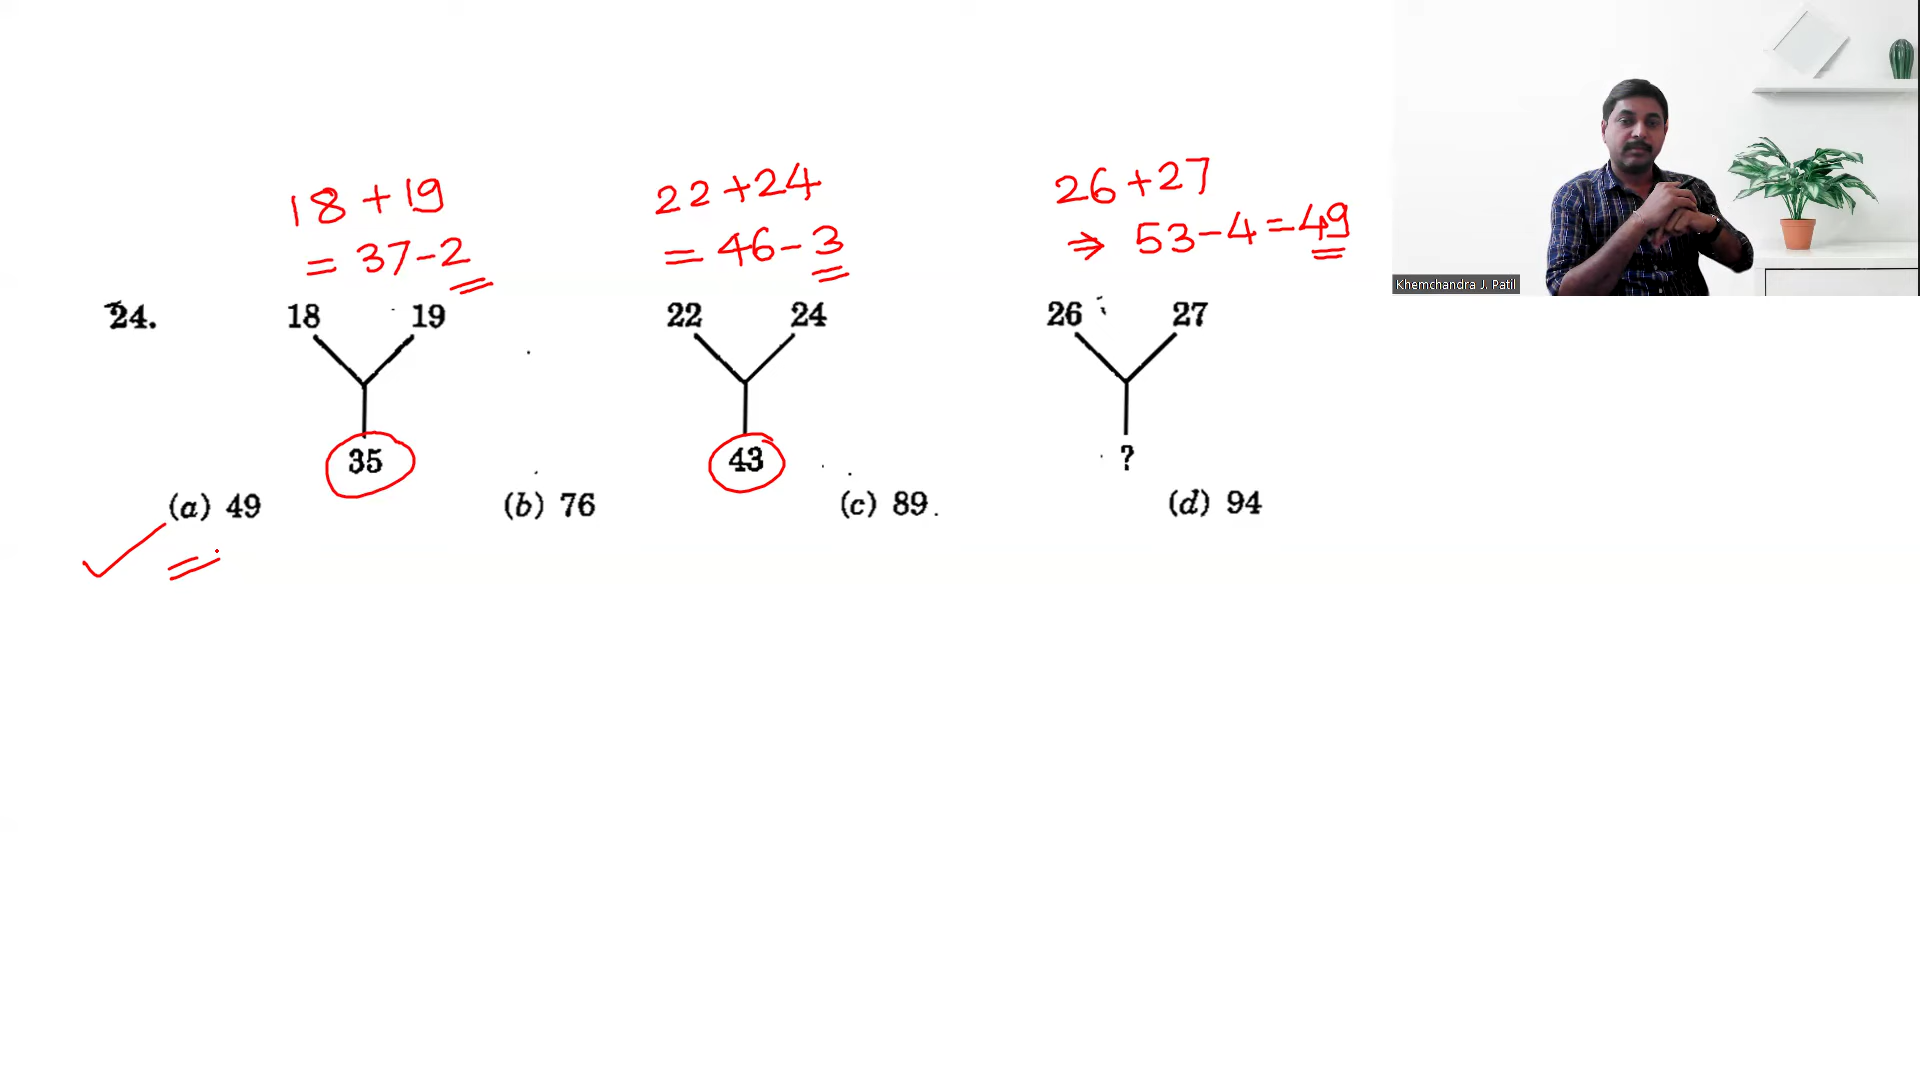 18 + 19
= 37 - 2
22 + 24
= 46 - 3
26 + 27
⇒ 53 - 4 = 49
Khemchandra J. Patil
24.
18 19
35
22 24
43
26 27
?
(a) 49
(b) 76
(c) 89.
(d) 94